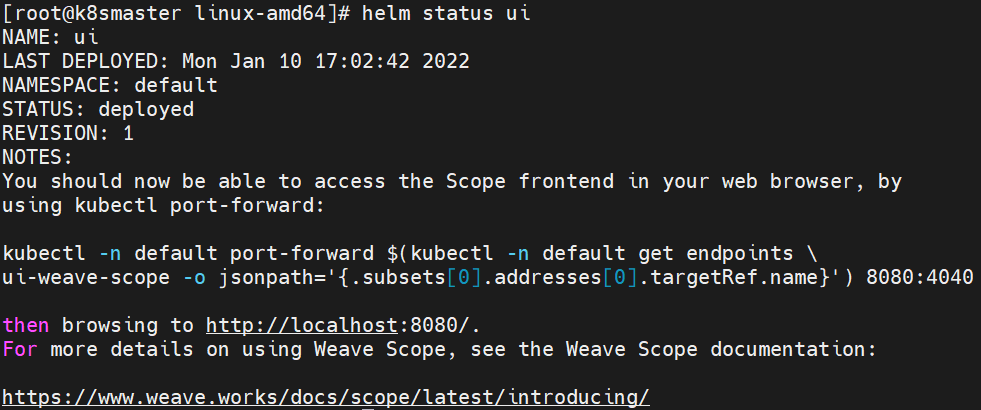 [root@k8smaster linux-amd64]# helm status ui
NAME: ui
LAST DEPLOYED: Mon Jan 10 17:02:42 2022
NAMESPACE: default
STATUS: deployed
REVISION: 1
NOTES:
You should now be able to access the Scope frontend in your web browser, by
using kubectl port-forward:
kubectl -n default port-forward $(kubectl -n default get endpoints \
ui-weave-scope -o jsonpath='{.subsets[0].addresses[0].targetRef.name}') 8080:4040
then browsing to http://localhost:8080/.
For more details on using Weave Scope, see the Weave Scope documentation:
https://www.weave.works/docs/scope/latest/introducing/